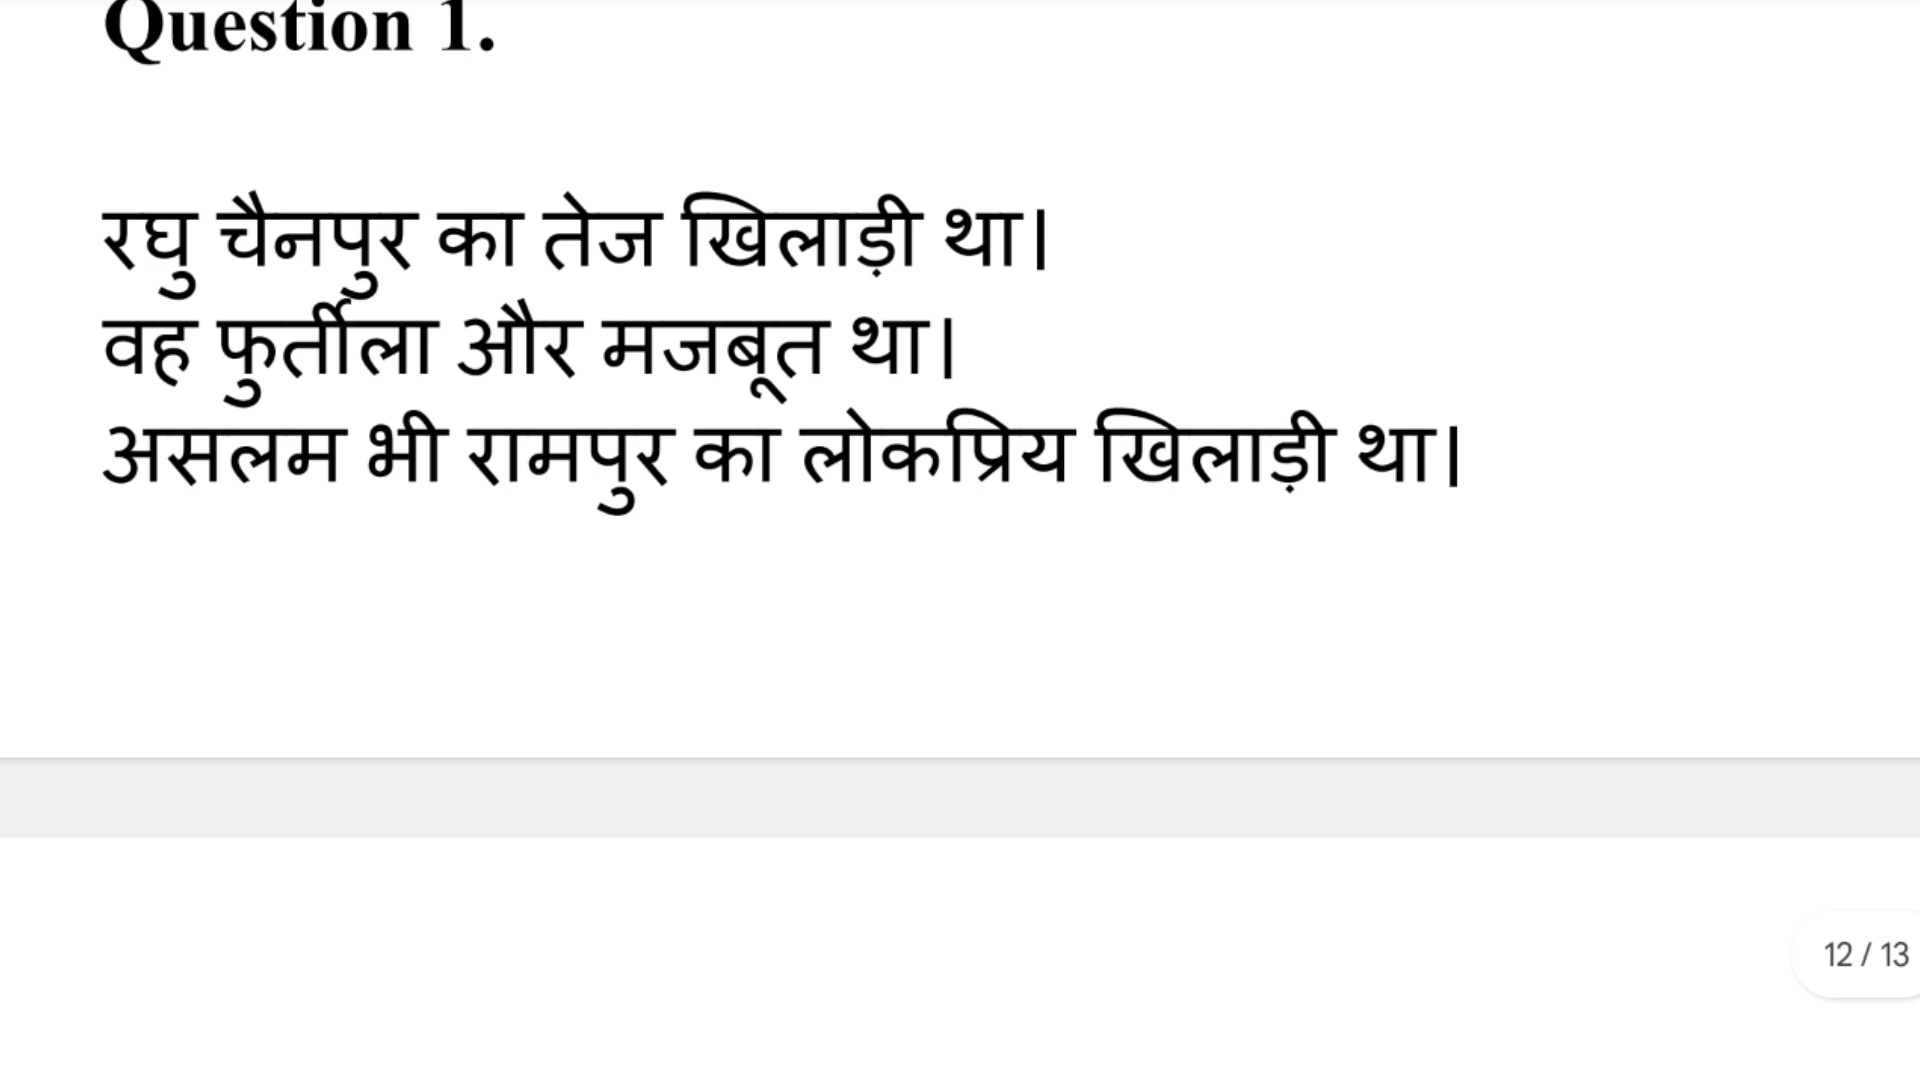 Question 1.
रघु चैनपुर का तेज खिलाड़ी था।
वह फुर्तीला और मजबूत था।
असलम भी रामपुर का लोकप्रिय खिलाड़ी था।
12 / 13